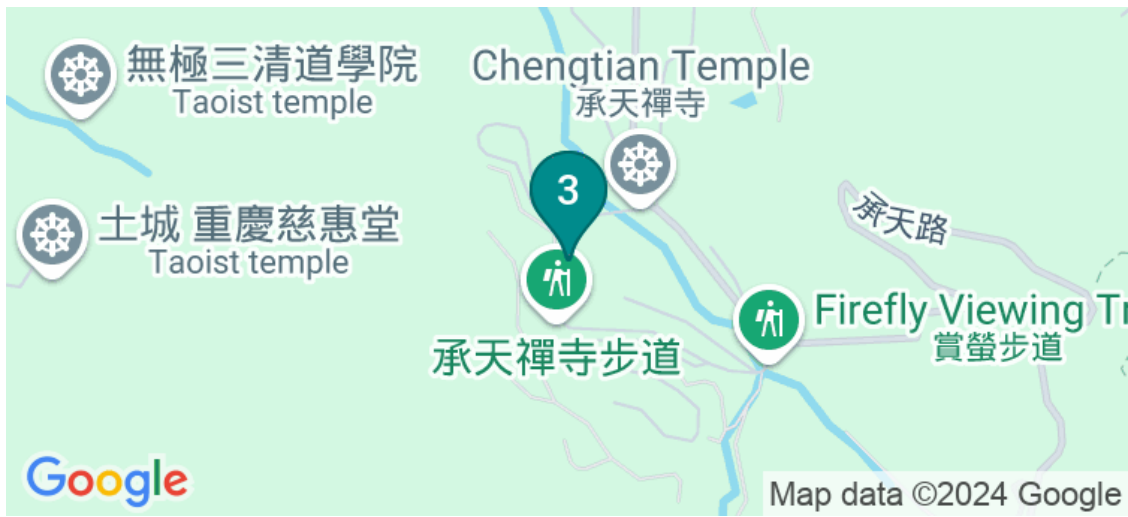 無極三清道學院
Taoist temple
Chengtian Temple
承天禪寺
3
土城 重慶慈惠堂
Taoist temple
承天路
承天禪寺步道
Firefly Viewing Tr
賞螢步道
Google
Map data ©2024 Google